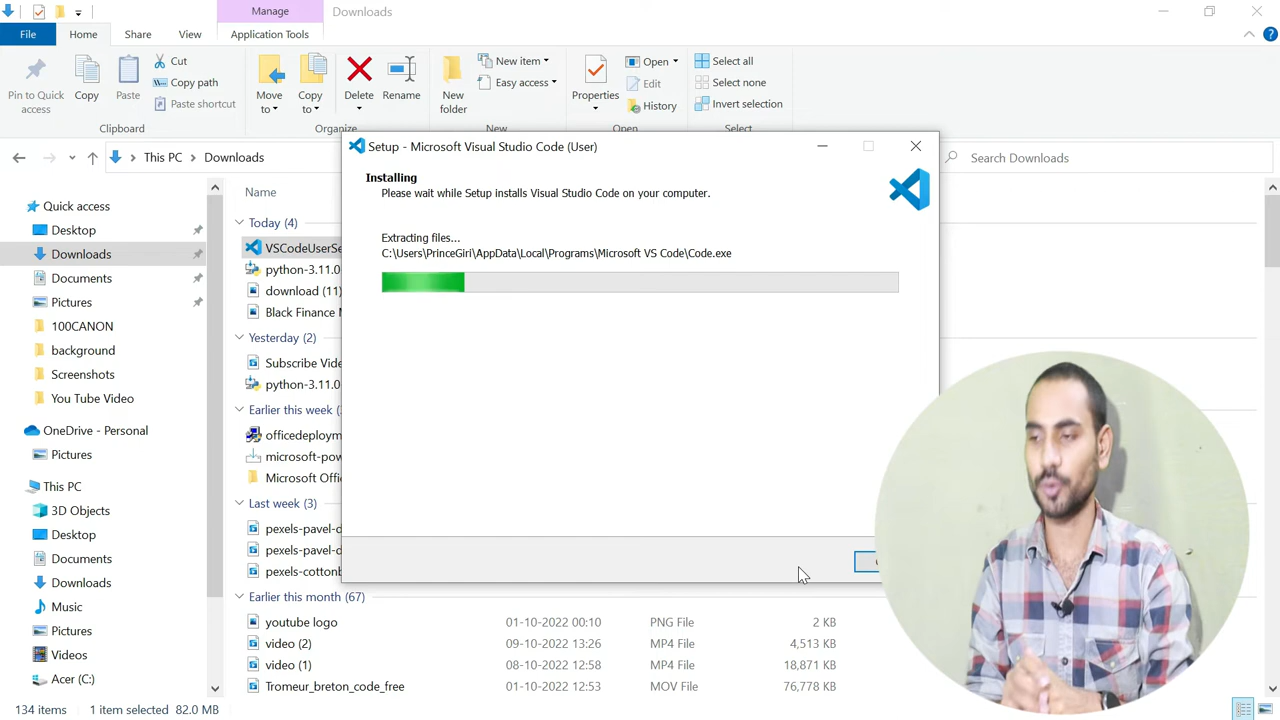 Manage
Downloads
File
Home
Share
View
Application Tools
Pin to Quick access
Copy
Paste
Cut
Copy path
Paste shortcut
Clipboard
Move to
Copy to
Delete
Rename
Organize
New folder
New item
Easy access
New
Properties
Open
Edit
History
Open
Select all
Select none
Invert selection
Select
This PC
Downloads
Search Downloads
Quick access
Desktop
Downloads
Documents
Pictures
100CANON
background
Screenshots
You Tube Video
OneDrive - Personal
Pictures
This PC
3D Objects
Desktop
Documents
Downloads
Music
Pictures
Videos
Acer (C:)
Name
Today (4)
VSCodeUserSe
python-3.11.0
download (11)
Black Finance
Yesterday (2)
Subscribe Vide
python-3.11.0
Earlier this week
officedeploym
microsoft-pow
Microsoft Offi
Last week (3)
pexels-pavel-d
pexels-pavel-d
pexels-cottonb
Earlier this month (67)
youtube logo 01-10-2022 00:10 PNG File 2 KB
video (2) 09-10-2022 13:26 MP4 File 4,513 KB
video (1) 08-10-2022 12:58 MP4 File 18,871 KB
Tromeur_breton_code_free 01-10-2022 12:53 MOV File 76,778 KB
Setup - Microsoft Visual Studio Code (User)
Installing
Please wait while Setup installs Visual Studio Code on your computer.
Extracting files...
C:\Users\PrinceGiri\AppData\Local\Programs\Microsoft VS Code\Code.exe
134 items
1 item selected 82.0 MB